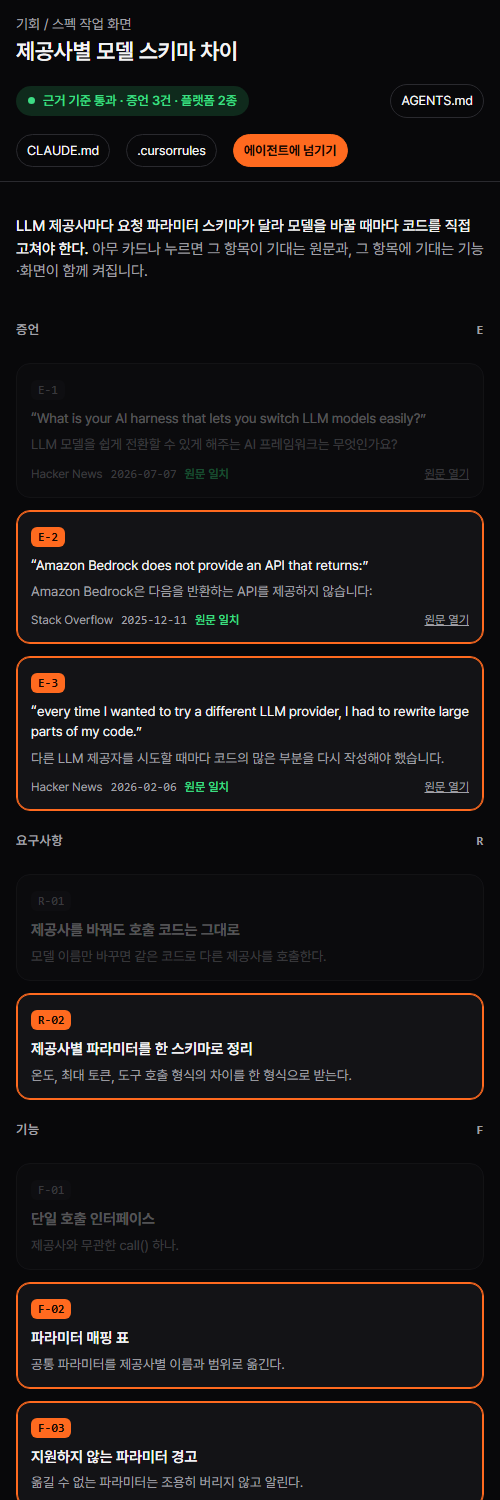 기회 / 스펙 작업 화면
제공사별 모델 스키마 차이
근거 기준 통과 · 증언 3건 · 플랫폼 2종
AGENTS.md
CLAUDE.md
.cursorrules
에이전트에 넘기기
LLM 제공사마다 요청 파라미터 스키마가 달라 모델을 바꿀 때마다 코드를 직접
고쳐야 한다. 아무 카드나 누르면 그 항목이 기대는 원문과, 그 항목에 기대는 기능
·화면이 함께 켜집니다.
증언
E
E-1
“What is your AI harness that lets you switch LLM models easily?”
LLM 모델을 쉽게 전환할 수 있게 해주는 AI 프레임워크는 무엇인가요?
Hacker News 2026-07-07 원문 일치
원문 열기
E-2
“Amazon Bedrock does not provide an API that returns:”
Amazon Bedrock은 다음을 반환하는 API를 제공하지 않습니다:
Stack Overflow 2025-12-11 원문 일치
원문 열기
E-3
“every time I wanted to try a different LLM provider, I had to rewrite large
parts of my code.”
다른 LLM 제공자를 시도할 때마다 코드의 많은 부분을 다시 작성해야 했습니다.
Hacker News 2026-02-06 원문 일치
원문 열기
요구사항
R
R-01
제공사를 바꿔도 호출 코드는 그대로
모델 이름만 바꾸면 같은 코드로 다른 제공사를 호출한다.
R-02
제공사별 파라미터를 한 스키마로 정리
온도, 최대 토큰, 도구 호출 형식의 차이를 한 형식으로 받는다.
기능
F
F-01
단일 호출 인터페이스
제공사와 무관한 call() 하나.
F-02
파라미터 매핑 표
공통 파라미터를 제공사별 이름과 범위로 옮긴다.
F-03
지원하지 않는 파라미터 경고
옮길 수 없는 파라미터는 조용히 버리지 않고 알린다.